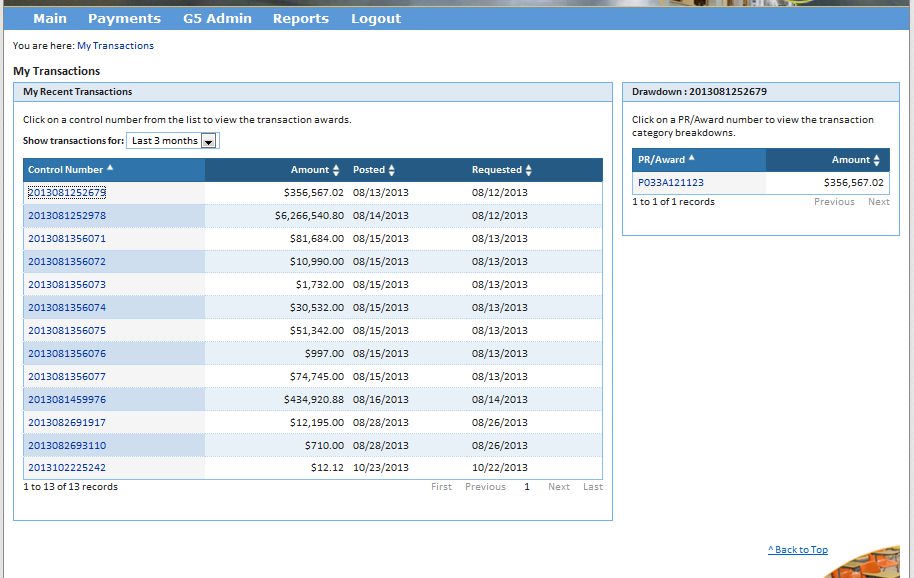 Main Payments G5 Admin Reports Logout
You are here: My Transactions
My Transactions
My Recent Transactions
Click on a control number from the list to view the transaction awards.
Show transactions for: Last 3 months
Control Number Amount Posted Requested
2013081252679 $356,567.02 08/13/2013 08/12/2013
2013081252978 $6,266,540.80 08/14/2013 08/12/2013
2013081356071 $81,684.00 08/15/2013 08/13/2013
2013081356072 $10,990.00 08/15/2013 08/13/2013
2013081356073 $1,732.00 08/15/2013 08/13/2013
2013081356074 $30,532.00 08/15/2013 08/13/2013
2013081356075 $51,342.00 08/15/2013 08/13/2013
2013081356076 $997.00 08/15/2013 08/13/2013
2013081356077 $74,745.00 08/15/2013 08/13/2013
2013081459976 $434,920.88 08/16/2013 08/14/2013
2013082691917 $12,195.00 08/28/2013 08/26/2013
2013082693110 $710.00 08/28/2013 08/26/2013
2013102225242 $12.12 10/23/2013 10/22/2013
1 to 13 of 13 records First Previous 1 Next Last
Drawdown : 2013081252679
Click on a PR/Award number to view the transaction
category breakdowns.
PR/Award Amount
P033A121123 $356,567.02
1 to 1 of 1 records Previous Next
^ Back to Top